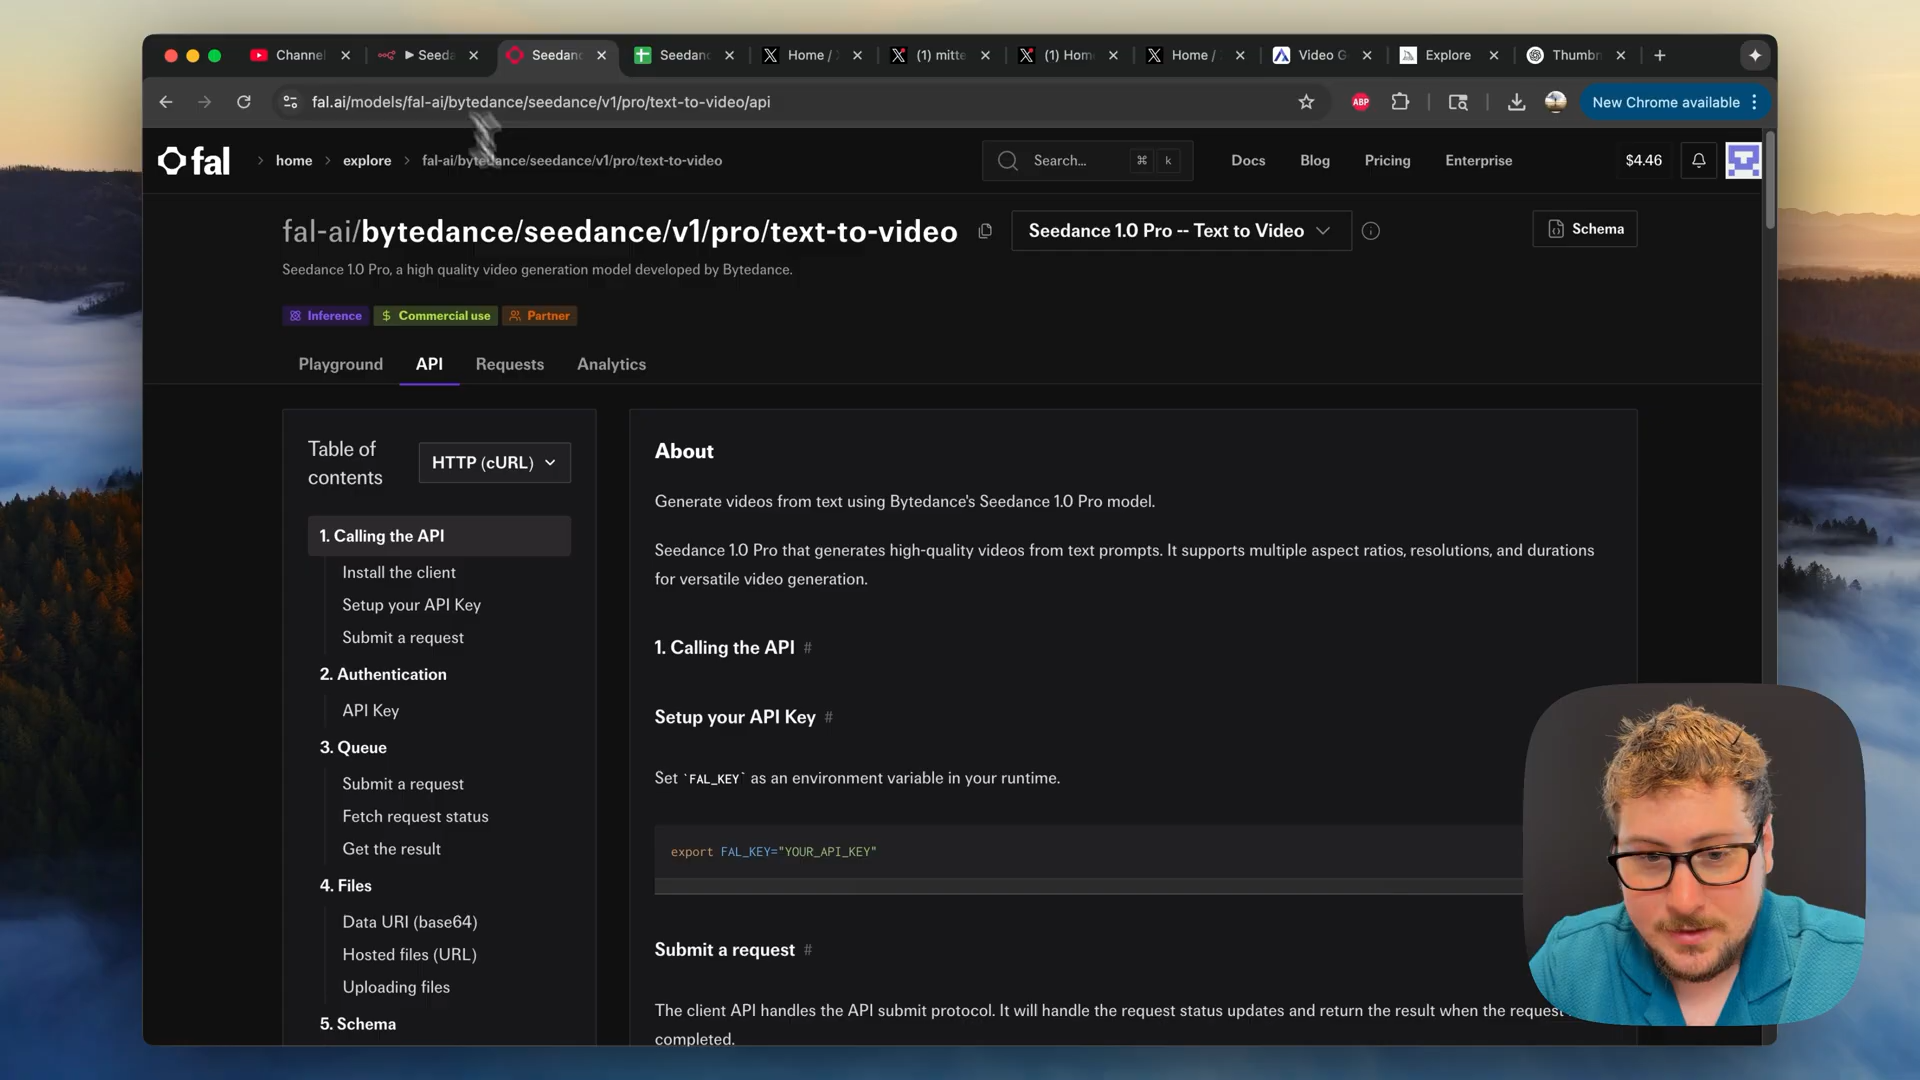 Channel
Seeda
Seedanc
Seedanc
Home /
(1) mitte
(1) Hom
Home /
Video G
Explore
Thumbn
fal.ai/models/fal-ai/bytedance/seedance/v1/pro/text-to-video/api
ABP
New Chrome available
fal
home
explore
fal-ai/bytedance/seedance/v1/pro/text-to-video
Search...
⌘ k
Docs
Blog
Pricing
Enterprise
$4.46
fal-ai/bytedance/seedance/v1/pro/text-to-video
Seedance 1.0 Pro -- Text to Video
Schema
Seedance 1.0 Pro, a high quality video generation model developed by Bytedance.
Inference
$ Commercial use
Partner
Playground
API
Requests
Analytics
Table of
contents
HTTP (cURL)
1. Calling the API
Install the client
Setup your API Key
Submit a request
2. Authentication
API Key
3. Queue
Submit a request
Fetch request status
Get the result
4. Files
Data URI (base64)
Hosted files (URL)
Uploading files
5. Schema
About
Generate videos from text using Bytedance's Seedance 1.0 Pro model.
Seedance 1.0 Pro that generates high-quality videos from text prompts. It supports multiple aspect ratios, resolutions, and durations
for versatile video generation.
1. Calling the API #
Setup your API Key #
Set `FAL_KEY` as an environment variable in your runtime.
export FAL_KEY="YOUR_API_KEY"
Submit a request #
The client API handles the API submit protocol. It will handle the request status updates and return the result when the request
completed.